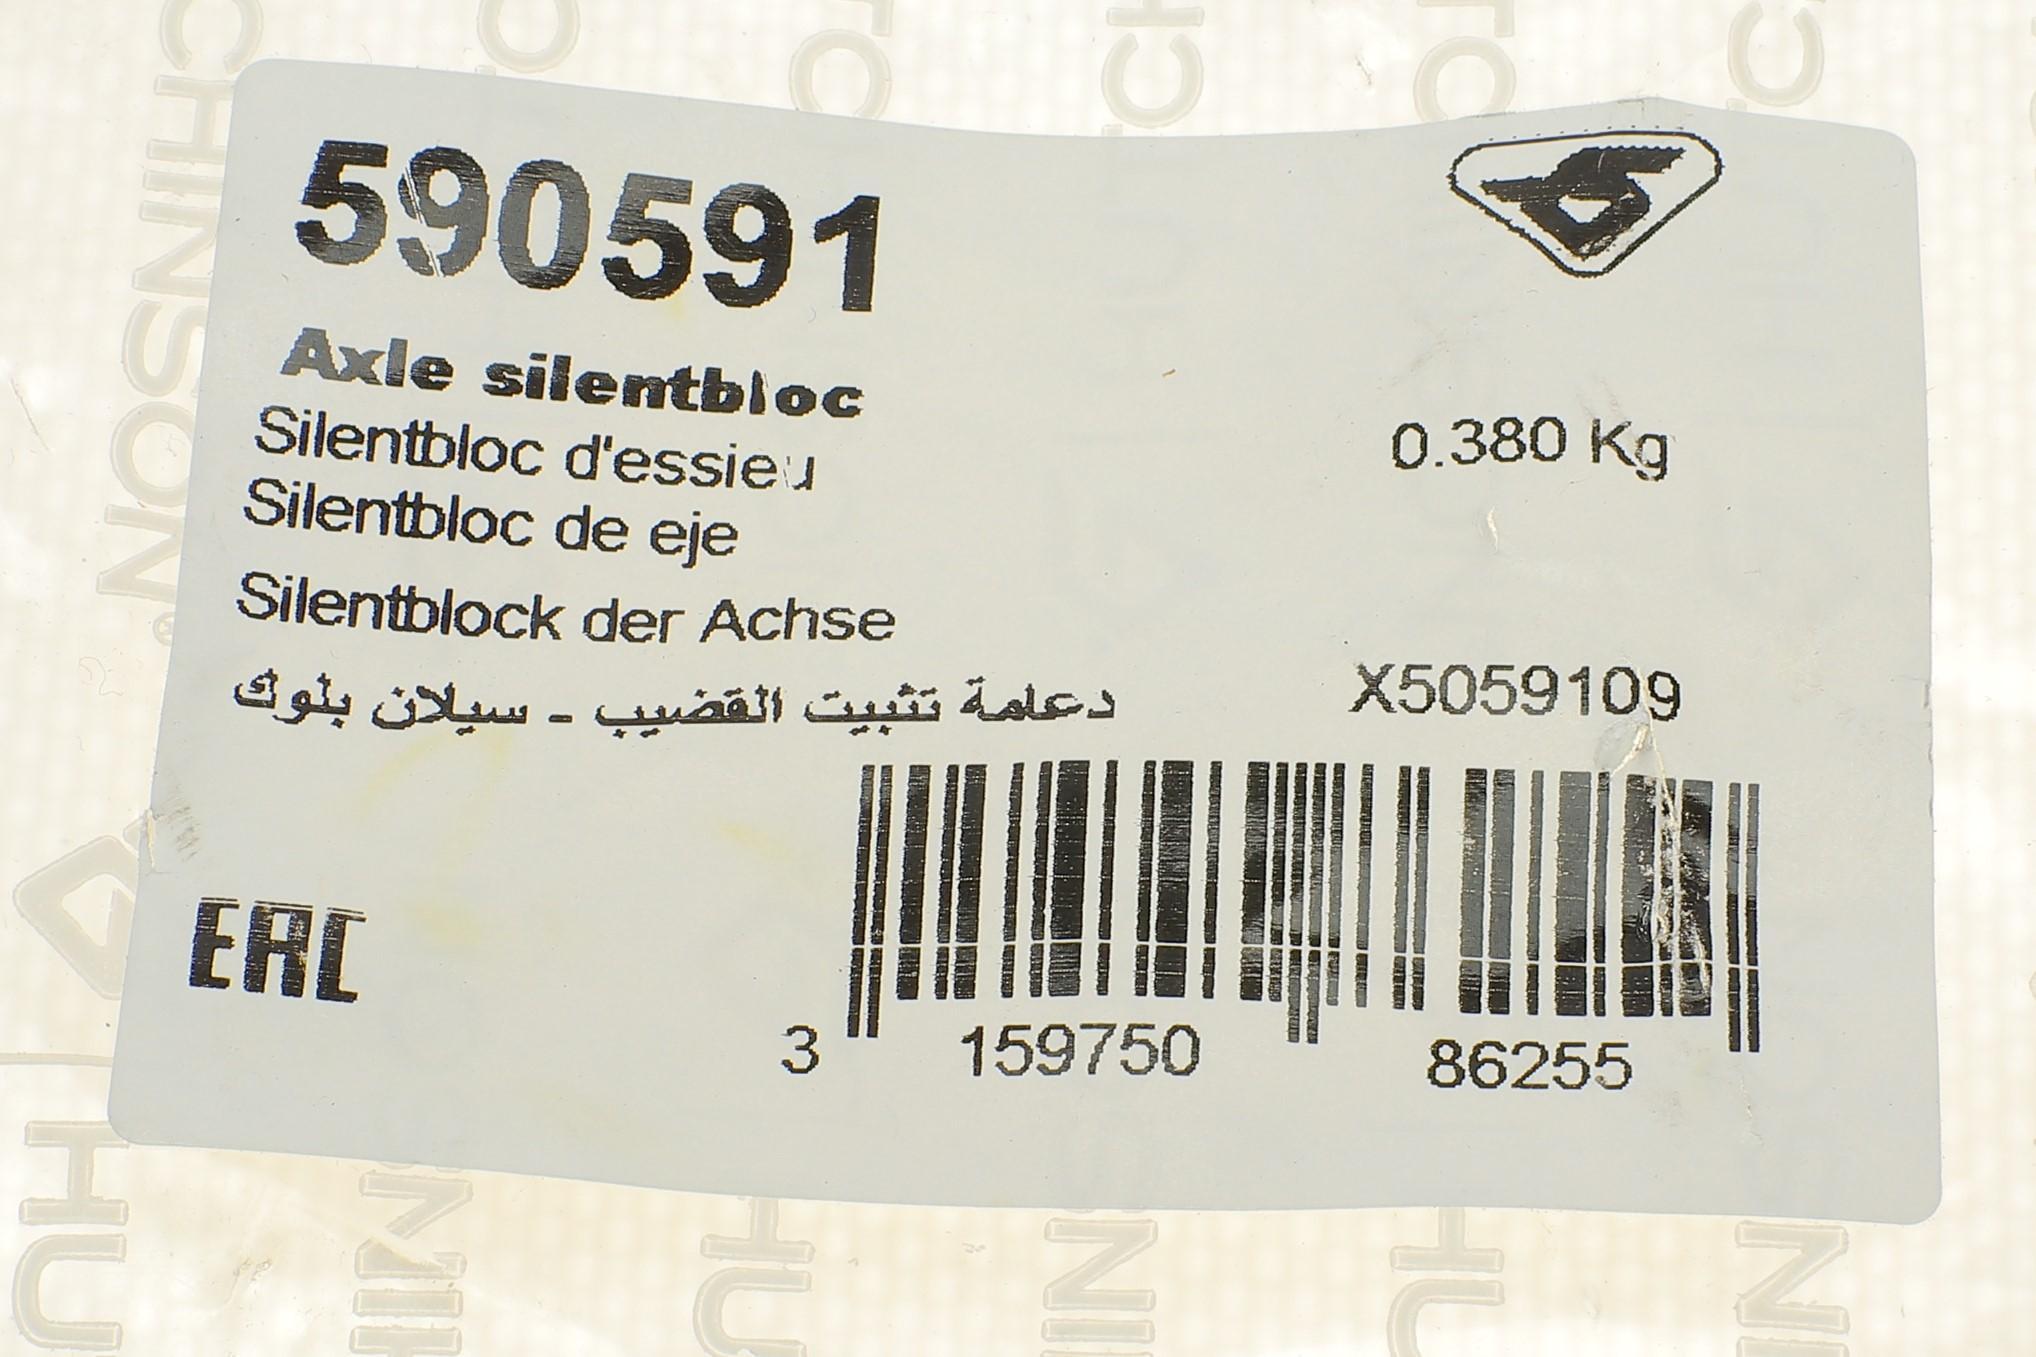 590591
Axle silentbloc
Silentbloc d'essieu
0.380 Kg
Silentbloc de eje
Silentblock der Achse
دعامة تثبيت القضيب - سيلان بلوك
X5059109
EAC
3 159750 86255
HINSON